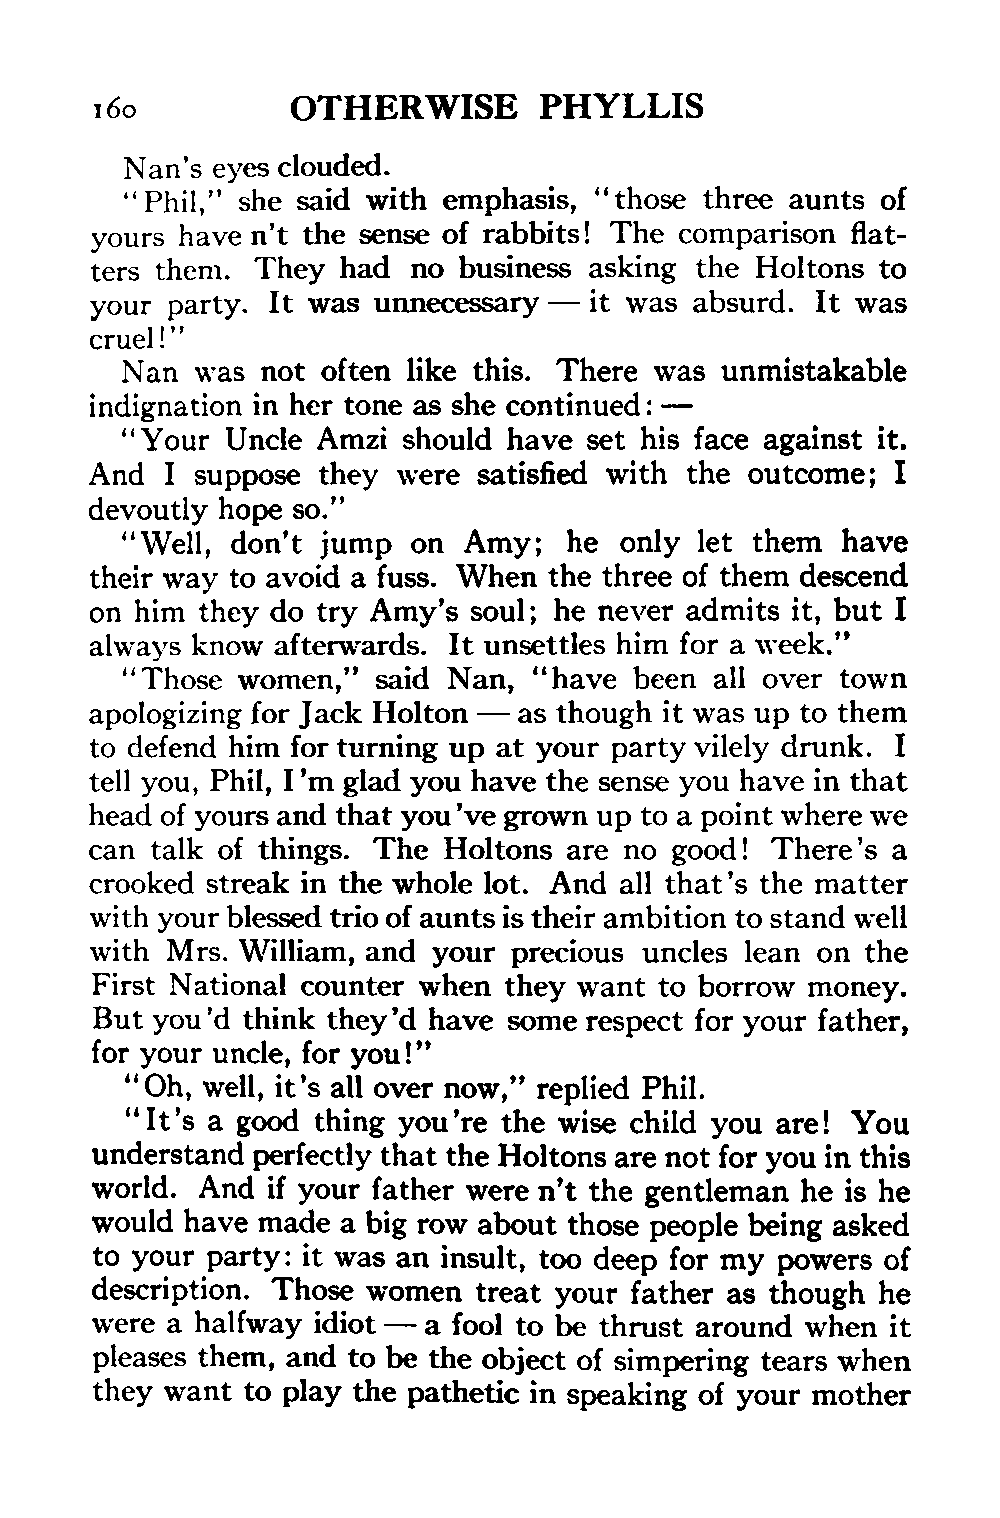 160 OTHERWISE PHYLLIS
Nan's eyes clouded.
"Phil," she said with emphasis, "those three aunts of
yours have n't the sense of rabbits! The comparison flat-
ters them. They had no business asking the Holtons to
your party. It was unnecessary — it was absurd. It was
cruel!"
Nan was not often like this. There was unmistakable
indignation in her tone as she continued: —
"Your Uncle Amzi should have set his face against it.
And I suppose they were satisfied with the outcome; I
devoutly hope so."
"Well, don't jump on Amy; he only let them have
their way to avoid a fuss. When the three of them descend
on him they do try Amy's soul; he never admits it, but I
always know afterwards. It unsettles him for a week."
"Those women," said Nan, "have been all over town
apologizing for Jack Holton — as though it was up to them
to defend him for turning up at your party vilely drunk. I
tell you, Phil, I 'm glad you have the sense you have in that
head of yours and that you 've grown up to a point where we
can talk of things. The Holtons are no good! There 's a
crooked streak in the whole lot. And all that 's the matter
with your blessed trio of aunts is their ambition to stand well
with Mrs. William, and your precious uncles lean on the
First National counter when they want to borrow money.
But you 'd think they 'd have some respect for your father,
for your uncle, for you!"
"Oh, well, it 's all over now," replied Phil.
"It 's a good thing you 're the wise child you are! You
understand perfectly that the Holtons are not for you in this
world. And if your father were n't the gentleman he is he
would have made a big row about those people being asked
to your party: it was an insult, too deep for my powers of
description. Those women treat your father as though he
were a halfway idiot — a fool to be thrust around when it
pleases them, and to be the object of simpering tears when
they want to play the pathetic in speaking of your mother